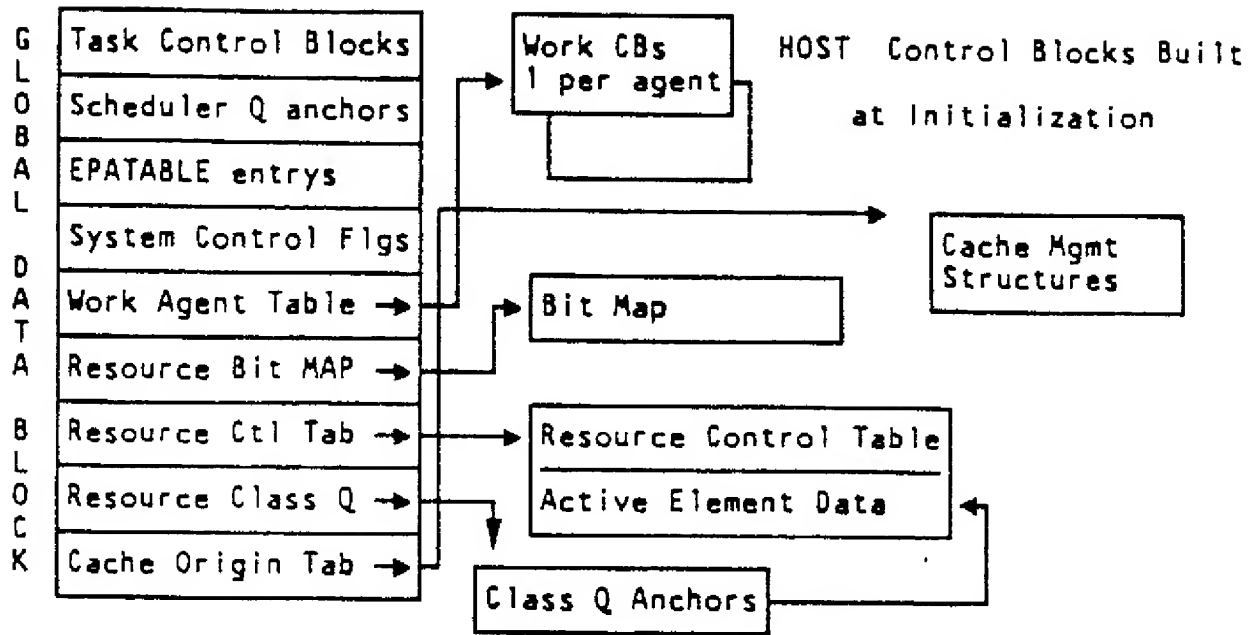 GLOBAL DATA BLOCK
Task Control Blocks
Scheduler Q anchors
EPATABLE entrys
System Control Flgs
Work Agent Table
Resource Bit MAP
Resource Ctl Tab
Resource Class Q
Cache Origin Tab
Work CBs
1 per agent
HOST Control Blocks Built
at Initialization
Cache Mgmt
Structures
Bit Map
Resource Control Table
Active Element Data
Class Q Anchors